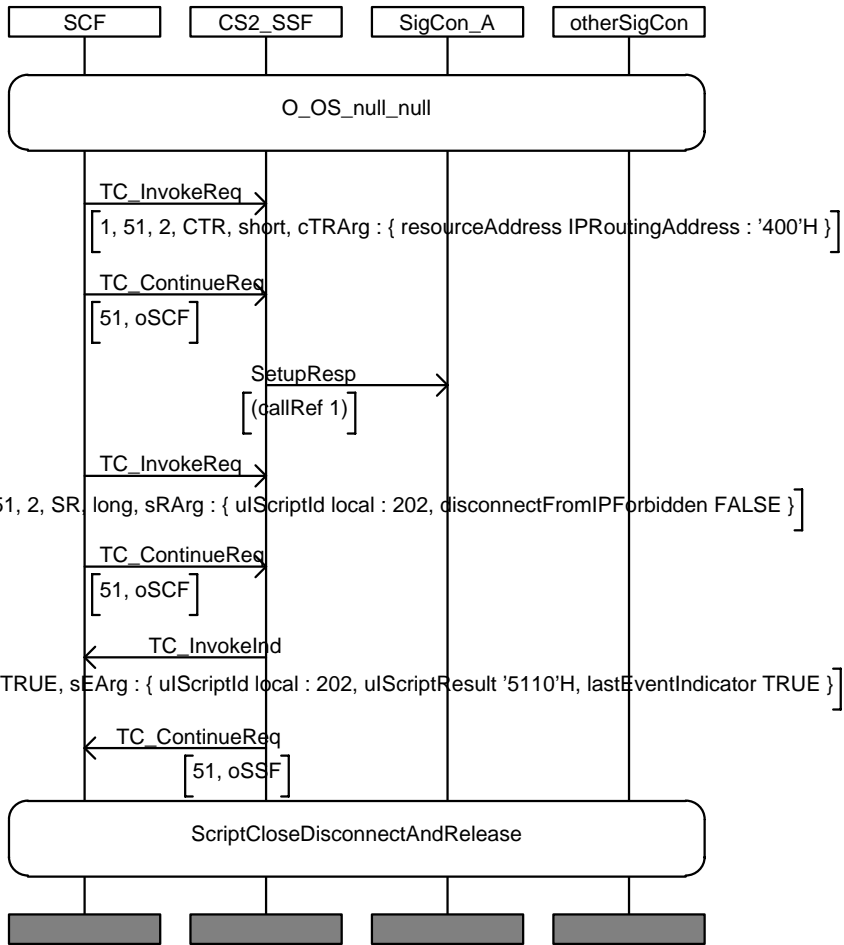 SCF CS2_SSF SigCon_A otherSigCon
O_OS_null_null
TC_InvokeReq
[1, 51, 2, CTR, short, cTRArg : { resourceAddress IPRoutingAddress : '400'H }]
TC_ContinueReq
[51, oSCF]
SetupResp
[(callRef 1)]
TC_InvokeReq
51, 2, SR, long, sRArg : { uIScriptId local : 202, disconnectFromIPForbidden FALSE }]
TC_ContinueReq
[51, oSCF]
TC_InvokeInd
TRUE, sEArg : { uIScriptId local : 202, uIScriptResult '5110'H, lastEventIndicator TRUE }]
TC_ContinueReq
[51, oSSF]
ScriptCloseDisconnectAndRelease